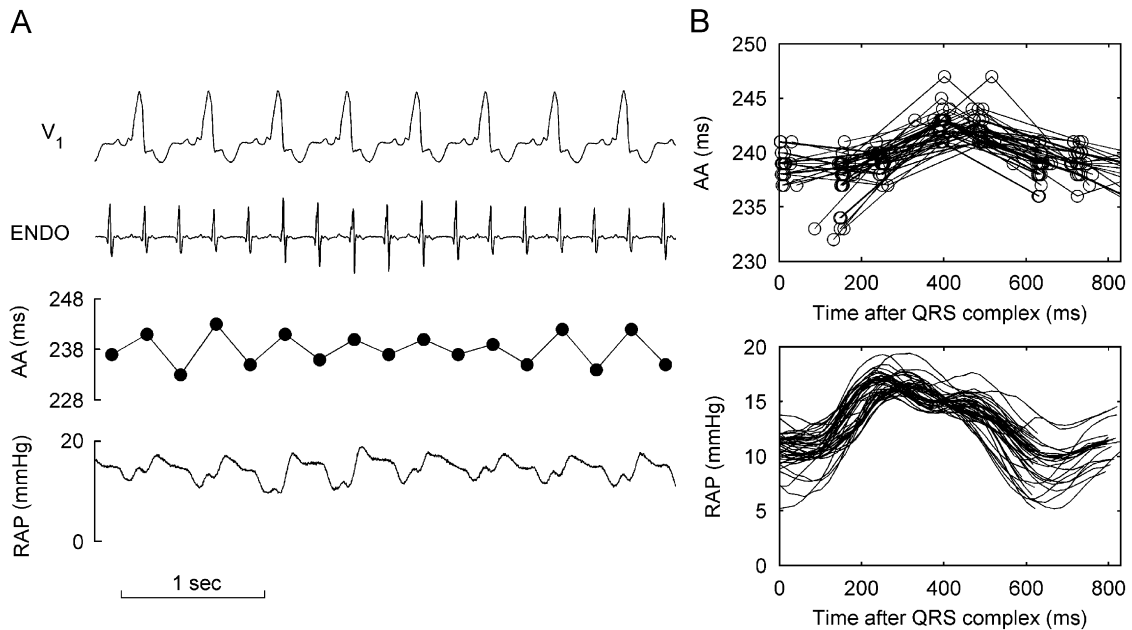 A
V1
ENDO
AA (ms)
248
238
228
RAP (mmHg)
20
0
1 sec
B
AA (ms)
250
245
240
235
230
0 200 400 600 800
Time after QRS complex (ms)
RAP (mmHg)
20
15
10
5
0
0 200 400 600 800
Time after QRS complex (ms)